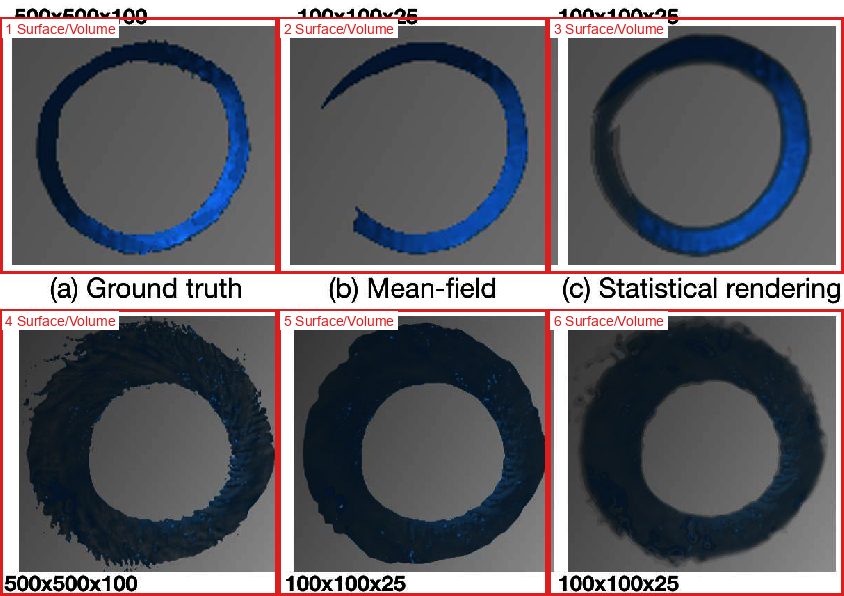 500x500x100 100x100x25 100x100x25
1 Surface/Volume 2 Surface/Volume 3 Surface/Volume
(a) Ground truth (b) Mean-field (c) Statistical rendering
4 Surface/Volume 5 Surface/Volume 6 Surface/Volume
500x500x100 100x100x25 100x100x25